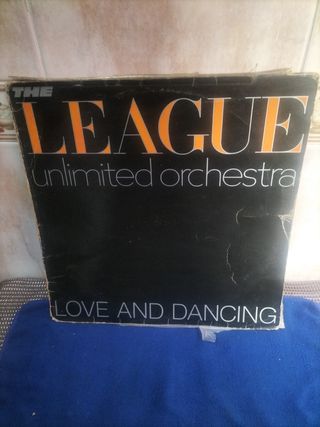 THE
LEAGUE
unlimited orchestra
LOVE AND DANCING